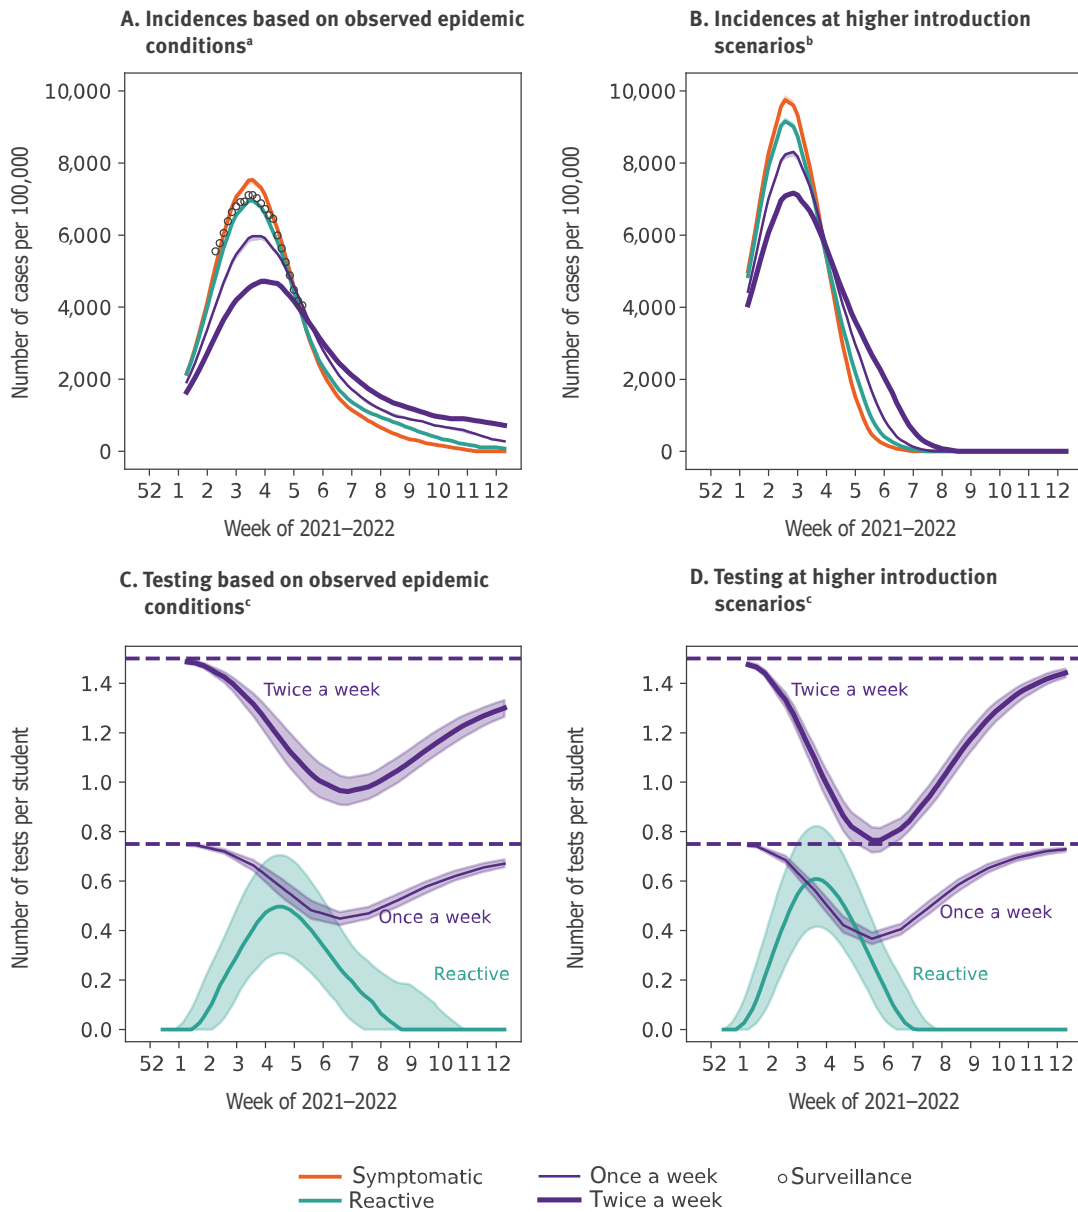 A. Incidences based on observed epidemic
conditionsᵃ
10,000
8,000
6,000
4,000
2,000
0
Number of cases per 100,000
52 1 2 3 4 5 6 7 8 9 10 11 12
Week of 2021–2022
B. Incidences at higher introduction
scenariosᵇ
10,000
8,000
6,000
4,000
2,000
0
Number of cases per 100,000
52 1 2 3 4 5 6 7 8 9 10 11 12
Week of 2021–2022
C. Testing based on observed epidemic
conditionsᶜ
1.4
1.2
1.0
0.8
0.6
0.4
0.2
0.0
Number of tests per student
Twice a week
Once a week
Reactive
52 1 2 3 4 5 6 7 8 9 10 11 12
Week of 2021–2022
D. Testing at higher introduction
scenariosᶜ
1.4
1.2
1.0
0.8
0.6
0.4
0.2
0.0
Number of tests per student
Twice a week
Once a week
Reactive
52 1 2 3 4 5 6 7 8 9 10 11 12
Week of 2021–2022
Symptomatic
Once a week
Surveillance
Reactive
Twice a week